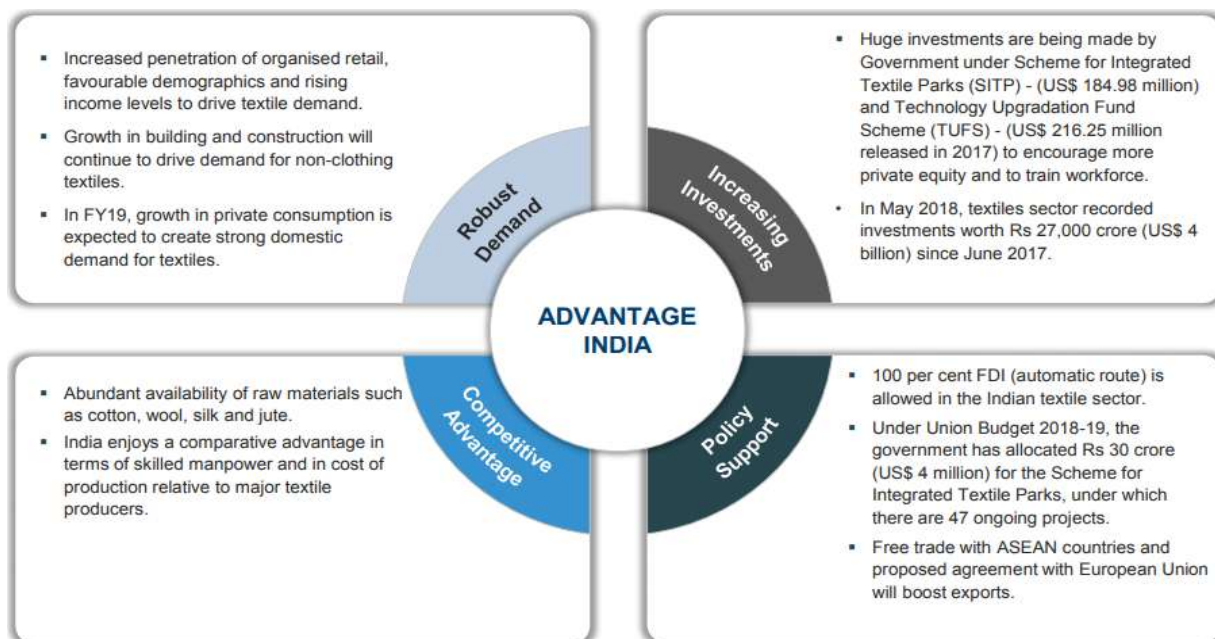 ▪ Increased penetration of organised retail,
favourable demographics and rising
income levels to drive textile demand.
▪ Growth in building and construction will
continue to drive demand for non-clothing
textiles.
▪ In FY19, growth in private consumption is
expected to create strong domestic
demand for textiles.
Robust
Demand
▪ Huge investments are being made by
Government under Scheme for Integrated
Textile Parks (SITP) - (US$ 184.98 million)
and Technology Upgradation Fund
Scheme (TUFS) - (US$ 216.25 million
released in 2017) to encourage more
private equity and to train workforce.
• In May 2018, textiles sector recorded
investments worth Rs 27,000 crore (US$ 4
billion) since June 2017.
Increasing
Investments
ADVANTAGE
INDIA
▪ Abundant availability of raw materials such
as cotton, wool, silk and jute.
▪ India enjoys a comparative advantage in
terms of skilled manpower and in cost of
production relative to major textile
producers.
Competitive
Advantage
▪ 100 per cent FDI (automatic route) is
allowed in the Indian textile sector.
▪ Under Union Budget 2018-19, the
government has allocated Rs 30 crore
(US$ 4 million) for the Scheme for
Integrated Textile Parks, under which
there are 47 ongoing projects.
▪ Free trade with ASEAN countries and
proposed agreement with European Union
will boost exports.
Policy
Support